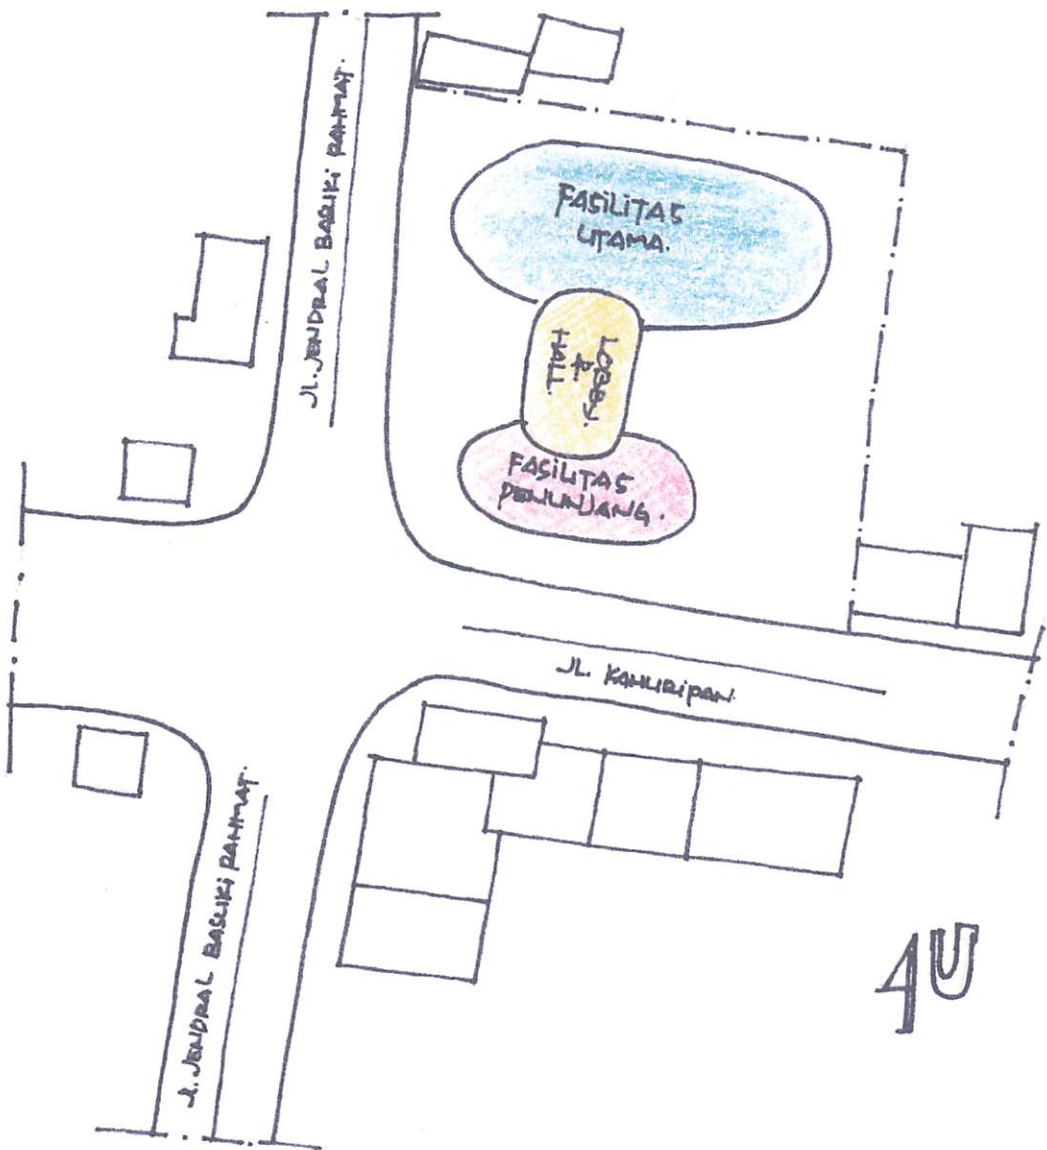 JL. JENDRAL BASUKI RAHMAT.
FASILITAS
UTAMA.
LOBBY.
&
HALL.
FASILITAS
PENUNJANG.
JL. KAHURIPAN
JL. JENDRAL BASUKI RAHMAT.
U